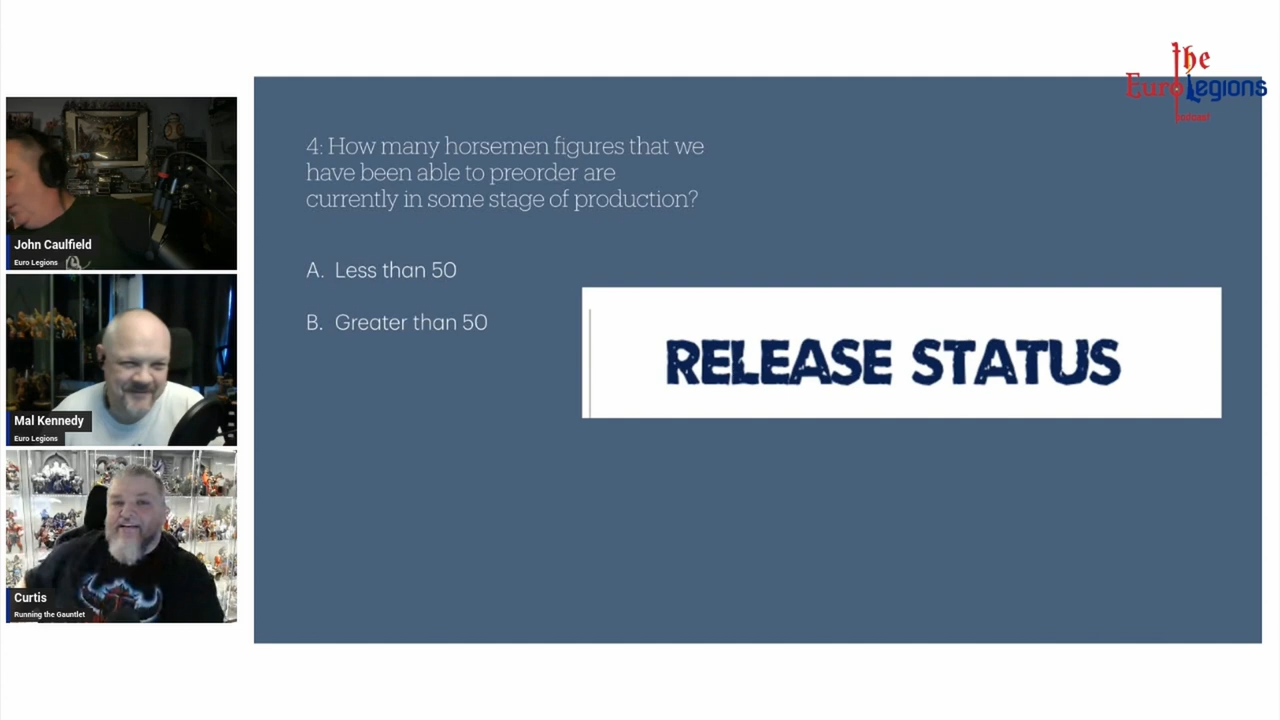 the
EuroLegions
Podcast
4: How many horsemen figures that we
have been able to preorder are
currently in some stage of production?
A. Less than 50
B. Greater than 50
RELEASE STATUS
John Caulfield
Euro Legions
Mal Kennedy
Euro Legions
Curtis
Running the Gauntlet